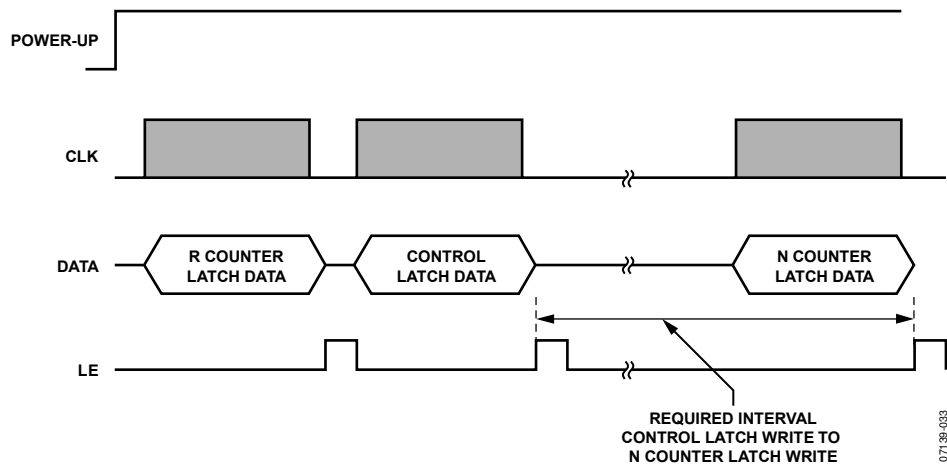 POWER-UP
CLK
DATA
R COUNTER
LATCH DATA
CONTROL
LATCH DATA
N COUNTER
LATCH DATA
LE
REQUIRED INTERVAL
CONTROL LATCH WRITE TO
N COUNTER LATCH WRITE
07139-033